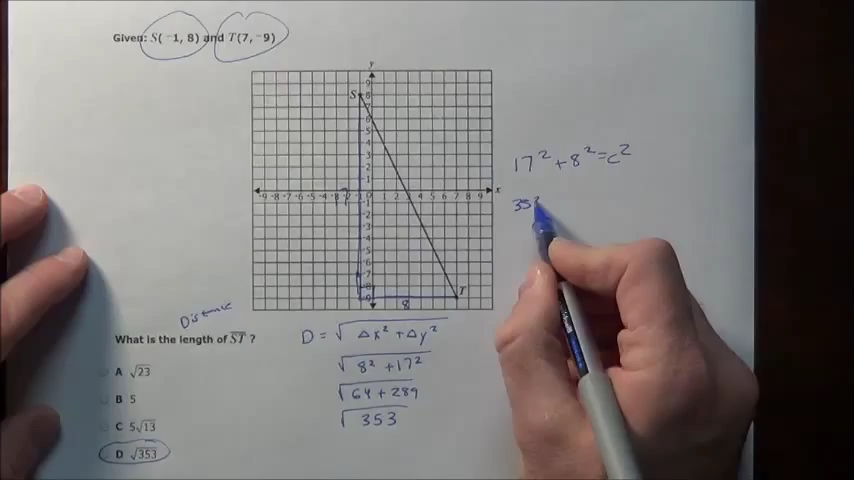 Given: S(⁻1, 8) and T(7, ⁻9)
y
S
x
T
8
17² + 8² = c²
353
Distance
What is the length of ST ?
A √23
B 5
C 5√13
D √353
D = √Δx² + Δy²
√8² + 17²
√64 + 289
√353